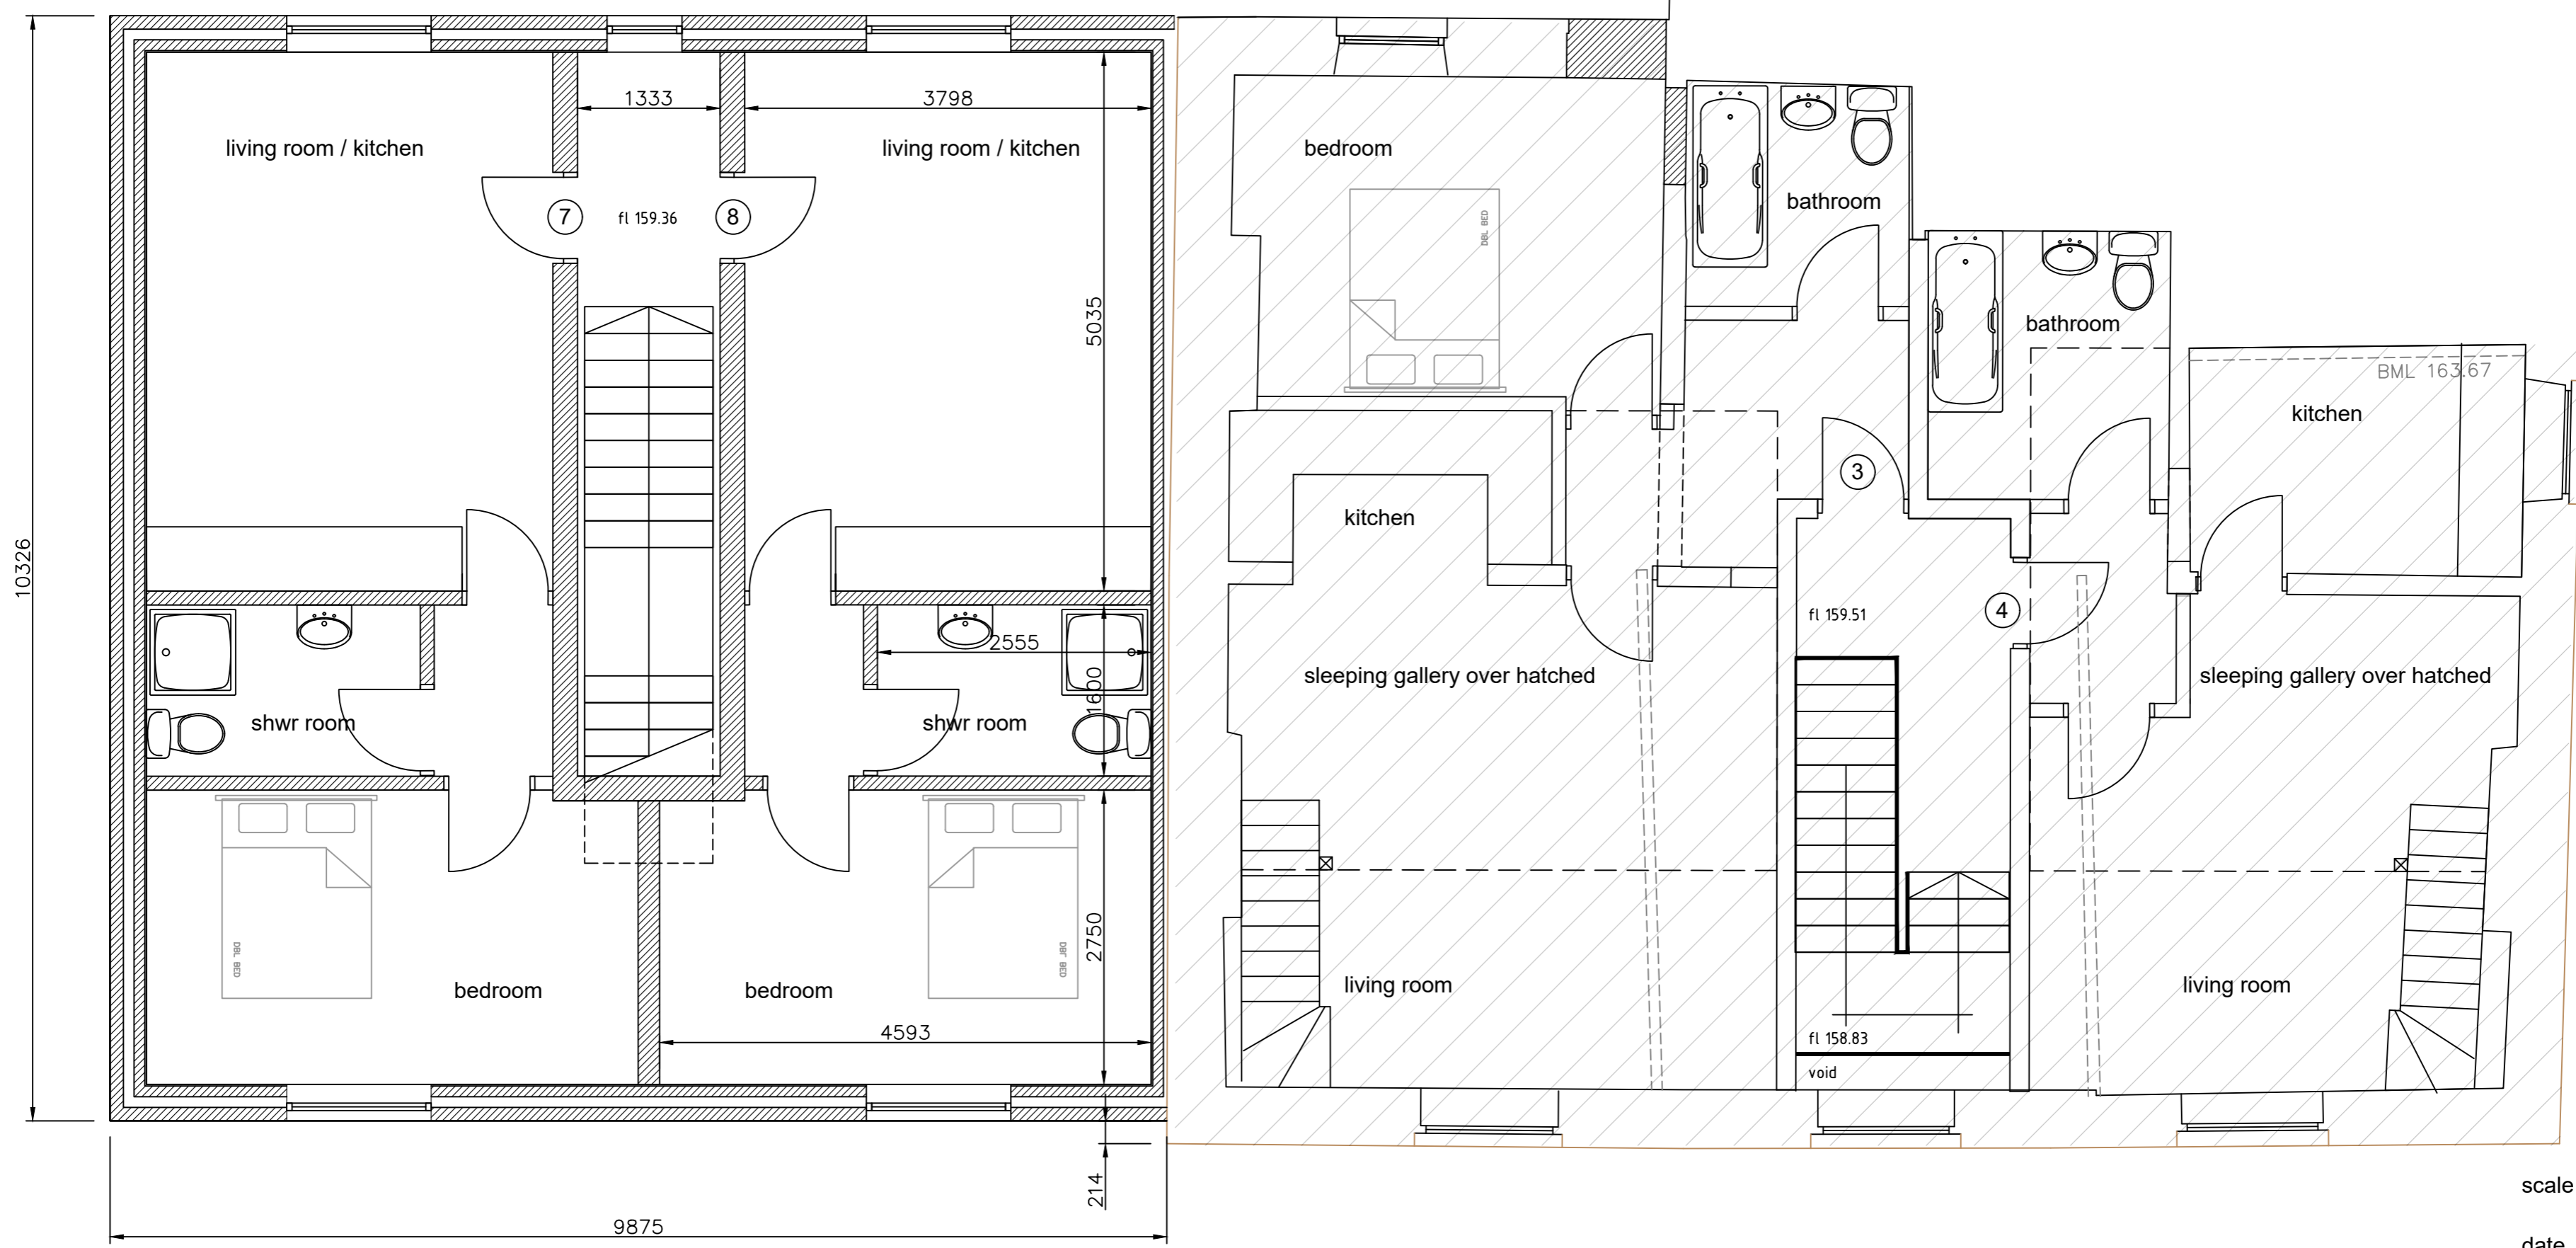 1333
3798
living room / kitchen
living room / kitchen
bedroom
bathroom
7
fl 159.36
8
DBL BED
5035
bathroom
BML 163.67
kitchen
10326
3
kitchen
4
fl 159.51
2555
sleeping gallery over hatched
sleeping gallery over hatched
1600
shwr room
shwr room
2750
DBL BED
DBL BED
bedroom
bedroom
living room
living room
4593
fl 158.83
void
214
scale
9875
date